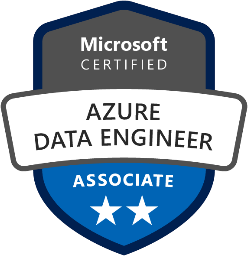 Microsoft
CERTIFIED
AZURE
DATA ENGINEER
ASSOCIATE